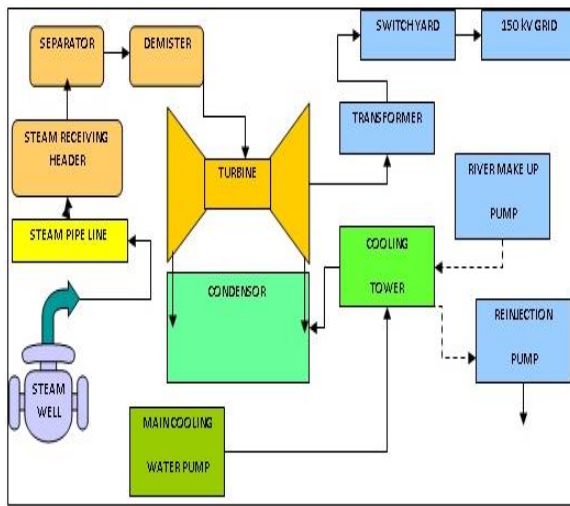 SEPARATOR
DEMISTER
SWITCHYARD
150 kV GRID
STEAM RECEIVING
HEADER
TRANSFORMER
TURBINE
RIVER MAKE UP
PUMP
STEAM PIPE LINE
COOLING
TOWER
CONDENSOR
REINJECTION
PUMP
STEAM
WELL
MAIN COOLING
WATER PUMP